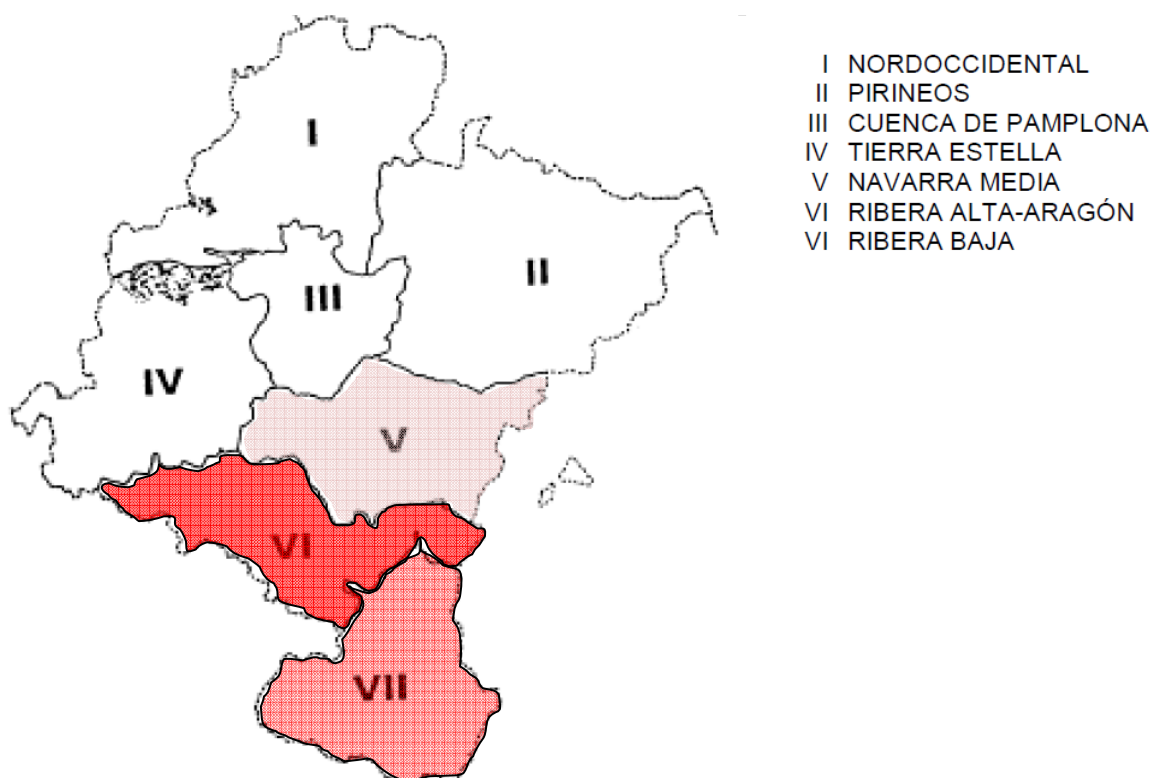 I NORDOCCIDENTAL
II PIRINEOS
III CUENCA DE PAMPLONA
IV TIERRA ESTELLA
V NAVARRA MEDIA
VI RIBERA ALTA-ARAGÓN
VI RIBERA BAJA
I
II
III
IV
V
VI
VII